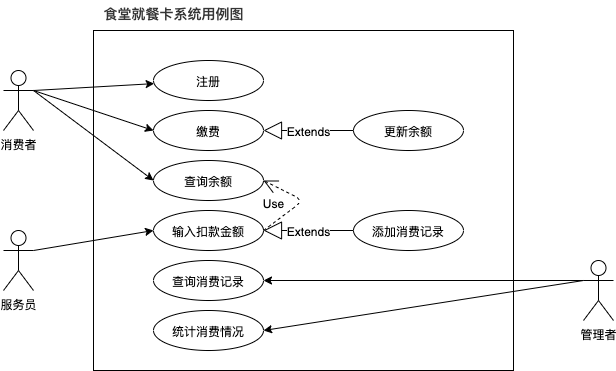 食堂就餐卡系统用例图
注册
消费者
缴费
Extends
更新余额
查询余额
Use
输入扣款金额
Extends
添加消费记录
服务员
查询消费记录
统计消费情况
管理者